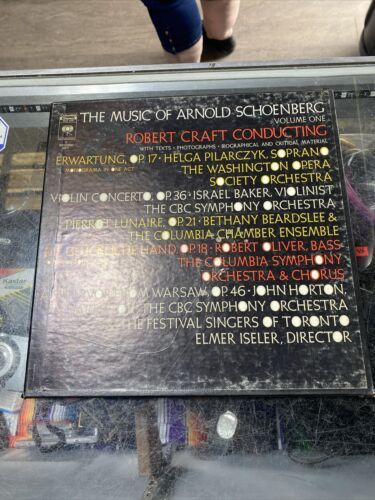 THE MUSIC OF ARNOLD SCHOENBERG
VOLUME ONE
ROBERT CRAFT CONDUCTING
WITH TEXTS • PHOTOGRAPHS • BIOGRAPHICAL AND CRITICAL MATERIAL
ERWARTUNG, OP. 17 • HELGA PILARCZYK, SOPRANO
MONODRAMA IN ONE ACT
THE WASHINGTON OPERA
SOCIETY ORCHESTRA
VIOLIN CONCERTO, OP. 36 • ISRAEL BAKER, VIOLINIST
THE CBC SYMPHONY ORCHESTRA
PIERROT LUNAIRE, OP. 21 • BETHANY BEARDSLEE &
THE COLUMBIA CHAMBER ENSEMBLE
HAND, OP. 18 • ROBERT OLIVER, BASS
THE COLUMBIA SYMPHONY
ORCHESTRA & CHORUS
WARSAW, OP. 46 • JOHN HORTON,
THE CBC SYMPHONY ORCHESTRA
THE FESTIVAL SINGERS OF TORONTO
ELMER ISELER, DIRECTOR